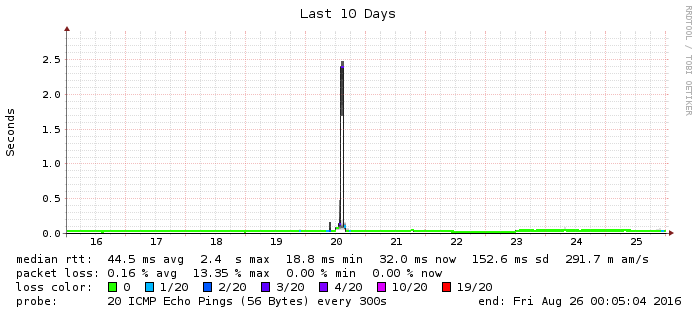 Last 10 Days
RRDTOOL / TOBI OETIKER
Seconds
2.5
2.0
1.5
1.0
0.5
0.0
16 17 18 19 20 21 22 23 24 25
median rtt: 44.5 ms avg 2.4 s max 18.8 ms min 32.0 ms now 152.6 ms sd 291.7 m am/s
packet loss: 0.16 % avg 13.35 % max 0.00 % min 0.00 % now
loss color: 0 1/20 2/20 3/20 4/20 10/20 19/20
probe: 20 ICMP Echo Pings (56 Bytes) every 300s end: Fri Aug 26 00:05:04 2016